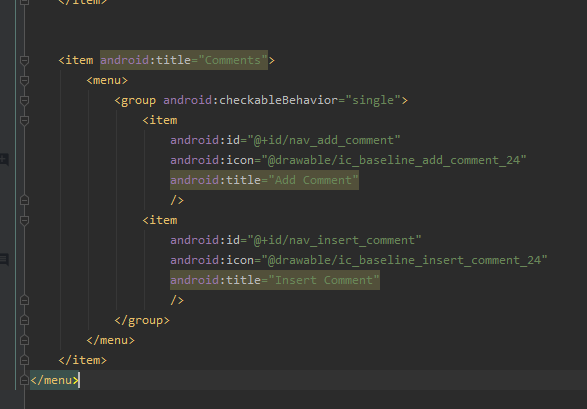 </item>
<item android:title="Comments">
<menu>
<group android:checkableBehavior="single">
<item
android:id="@+id/nav_add_comment"
android:icon="@drawable/ic_baseline_add_comment_24"
android:title="Add Comment"
/>
<item
android:id="@+id/nav_insert_comment"
android:icon="@drawable/ic_baseline_insert_comment_24"
android:title="Insert Comment"
/>
</group>
</menu>
</item>
</menu>